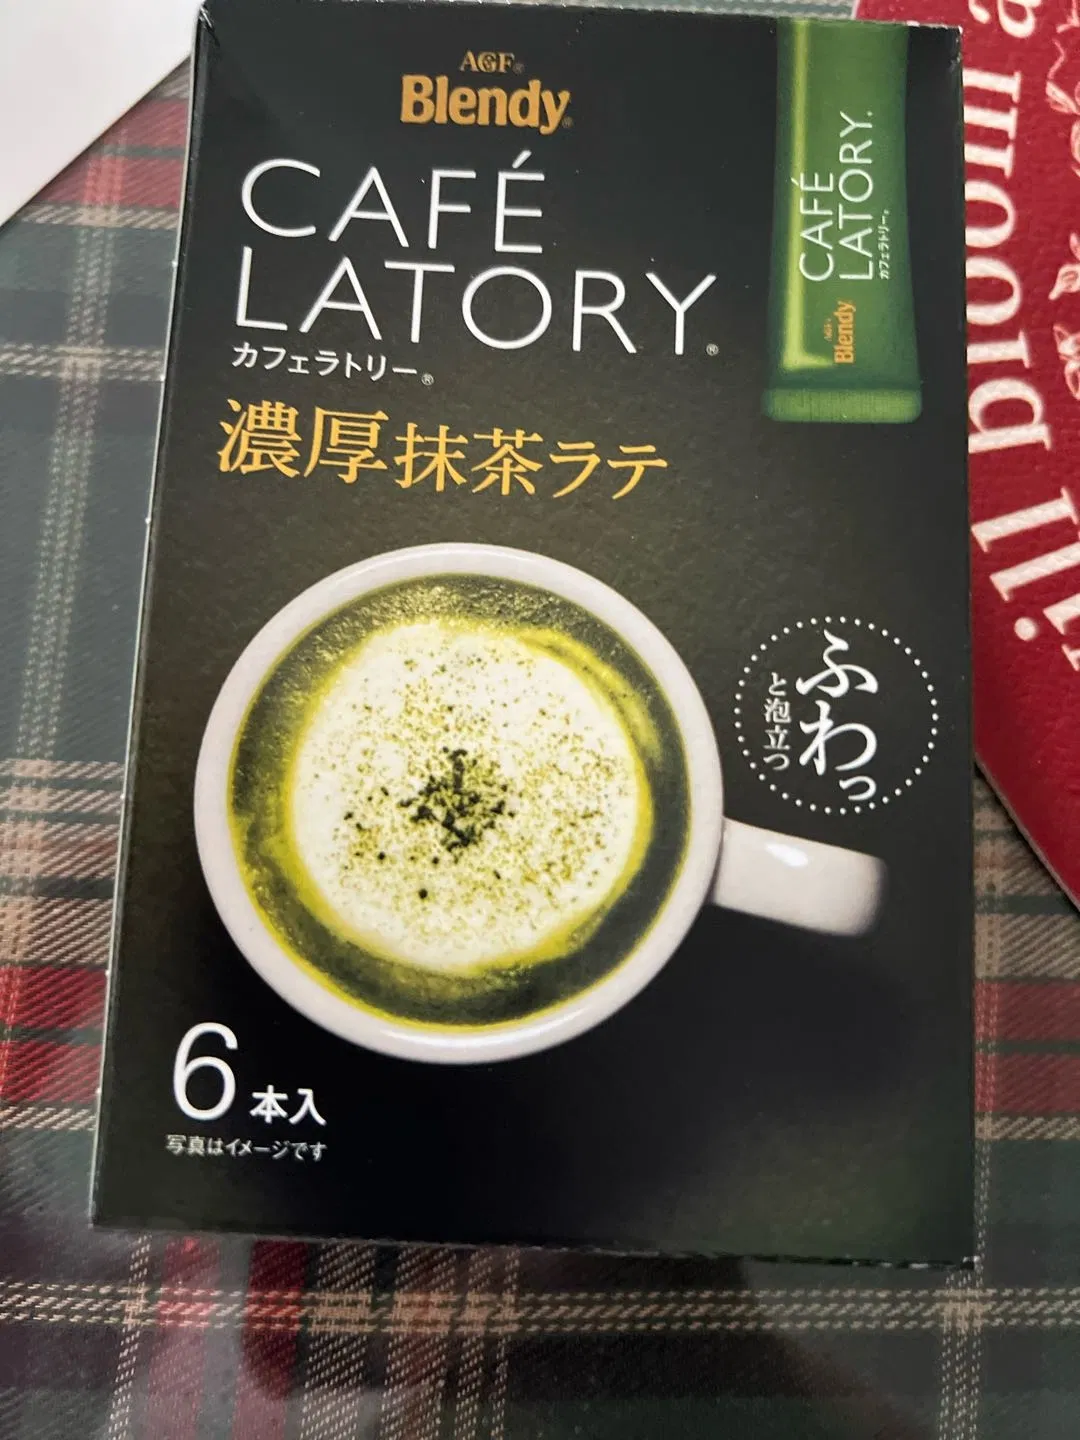 AGF®
Blendy®
CAFÉ
LATORY®
カフェラトリー®
濃厚抹茶ラテ
CAFÉ
LATORY®
カフェラトリー®
AGF®
Blendy®
ふわっ
と泡立つ
6本入
写真はイメージです